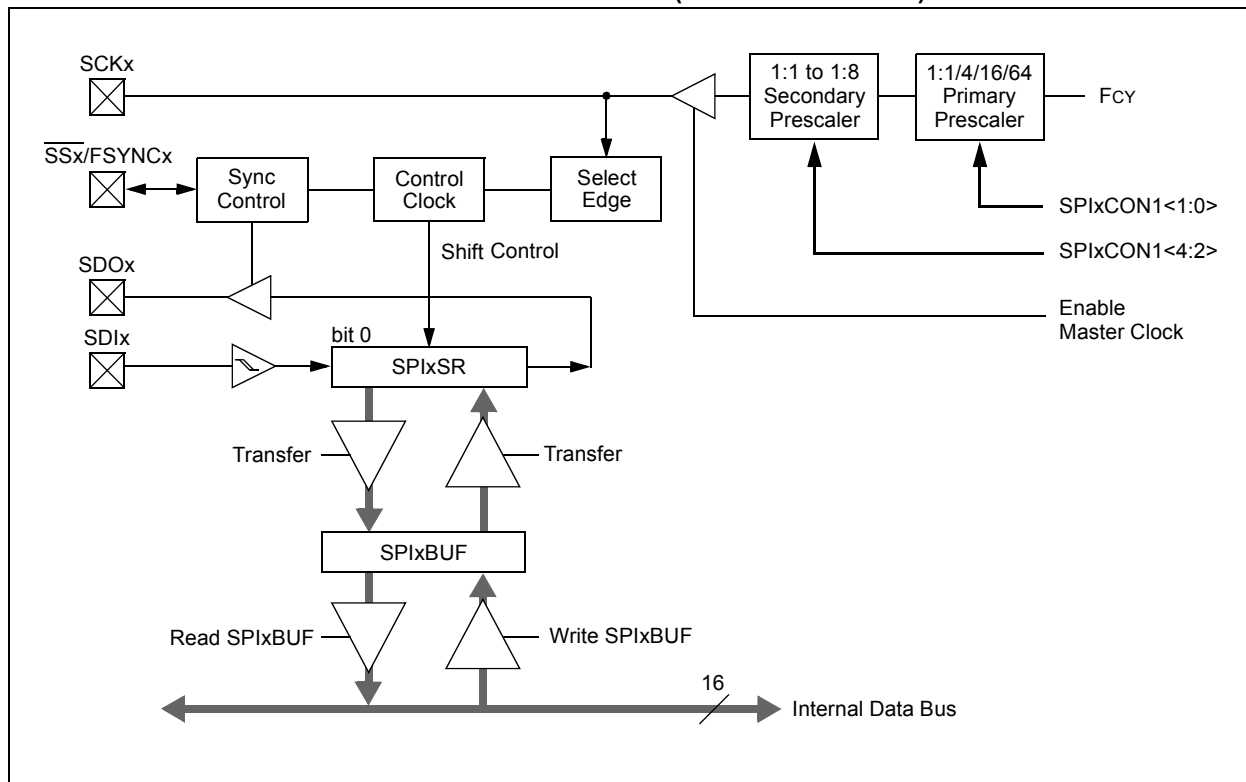 SCKx
1:1 to 1:8
Secondary
Prescaler
1:1/4/16/64
Primary
Prescaler
FCY
SSx/FSYNCx
Sync
Control
Control
Clock
Select
Edge
SPIxCON1<1:0>
Shift Control
SPIxCON1<4:2>
SDOx
Enable
Master Clock
SDIx
bit 0
SPIxSR
Transfer
Transfer
SPIxBUF
Read SPIxBUF
Write SPIxBUF
16
Internal Data Bus